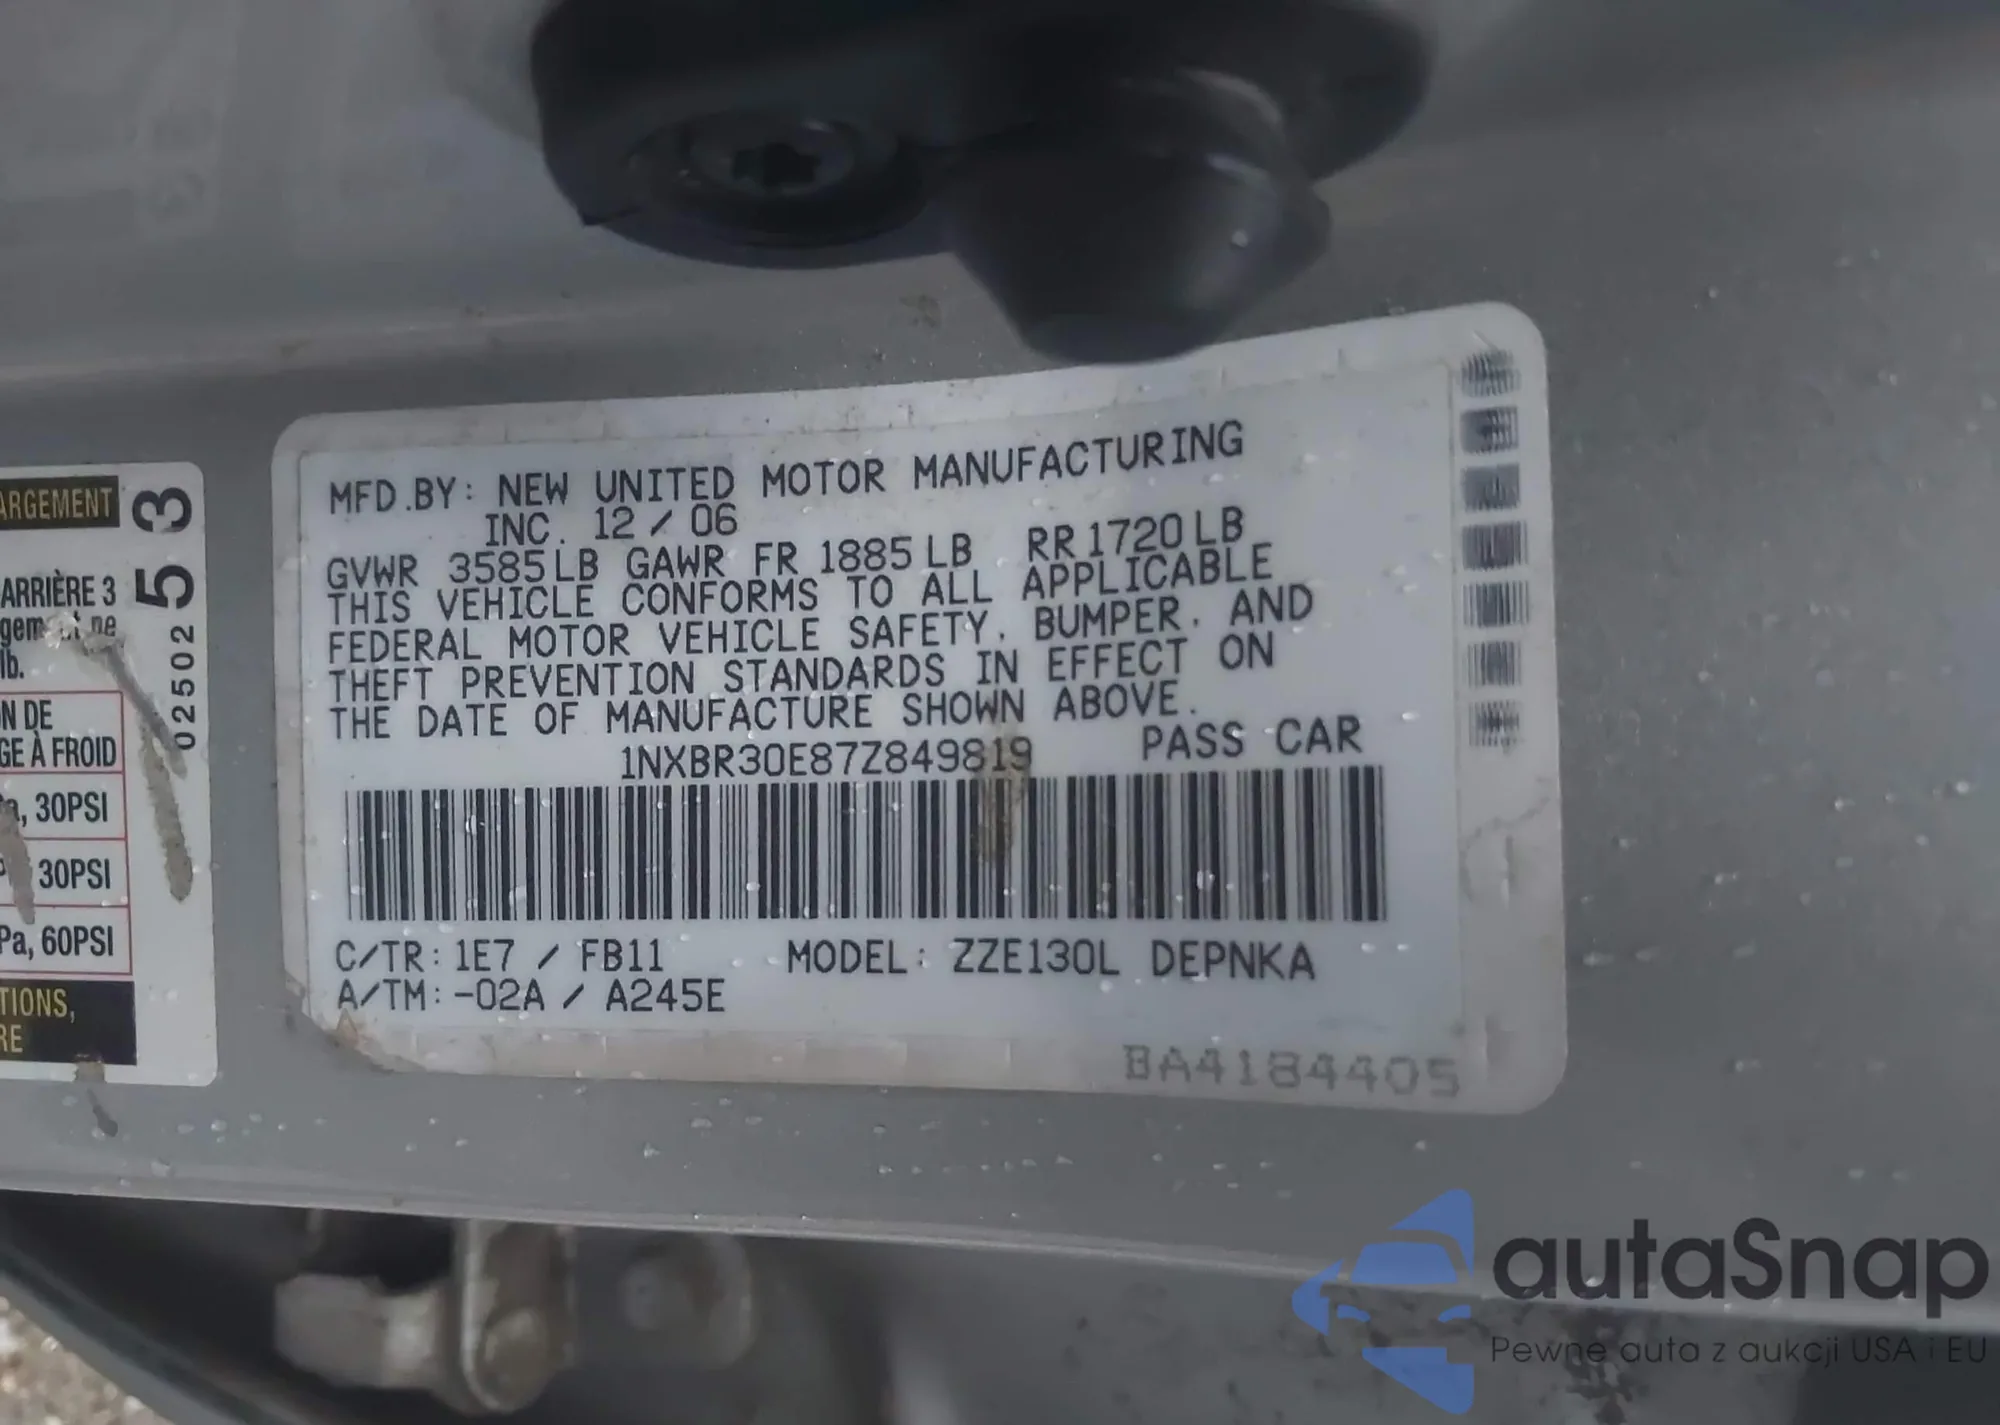 ARGEMENT
ARRIÈRE 3
lb.
N DE
GE À FROID
, 30PSI
30PSI
Pa, 60PSI
TIONS,
RE
53
02502
MFD.BY: NEW UNITED MOTOR MANUFACTURING
INC. 12 / 06
GVWR 3585LB GAWR FR 1885LB RR1720LB
THIS VEHICLE CONFORMS TO ALL APPLICABLE
FEDERAL MOTOR VEHICLE SAFETY, BUMPER, AND
THEFT PREVENTION STANDARDS IN EFFECT ON
THE DATE OF MANUFACTURE SHOWN ABOVE.
1NXBR30E87Z849819 PASS CAR
C/TR: 1E7 / FB11 MODEL: ZZE130L DEPNKA
A/TM: -02A / A245E
BA4184405
autaSnap
Pewne auta z aukcji USA i EU